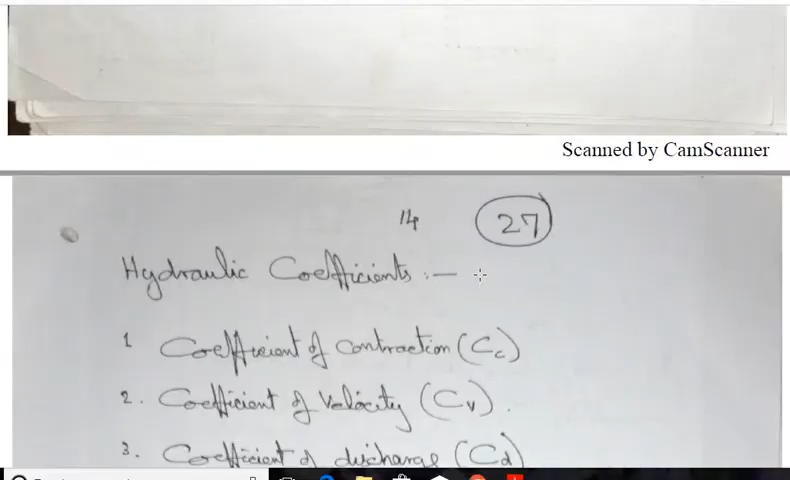 Scanned by CamScanner
14 27
Hydraulic Coefficients :-
1 Coefficient of contraction (Cc)
2. Coefficient of velocity (Cv).
3. Coefficient of discharge (Cd)